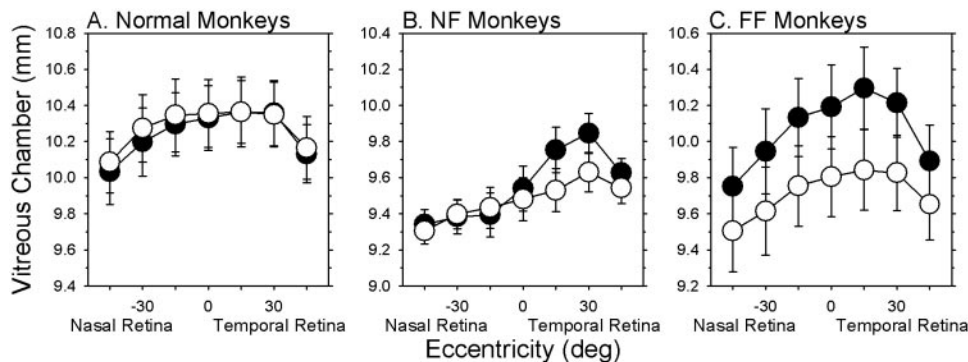 A. Normal Monkeys
B. NF Monkeys
C. FF Monkeys
Vitreous Chamber (mm)
10.8
10.6
10.4
10.2
10.0
9.8
9.6
9.4
10.4
10.2
10.0
9.8
9.6
9.4
9.2
9.0
10.6
10.4
10.2
10.0
9.8
9.6
9.4
9.2
-30 0 30
-30 0 30
-30 0 30
Nasal Retina Temporal Retina
Nasal Retina Temporal Retina
Nasal Retina Temporal Retina
Eccentricity (deg)